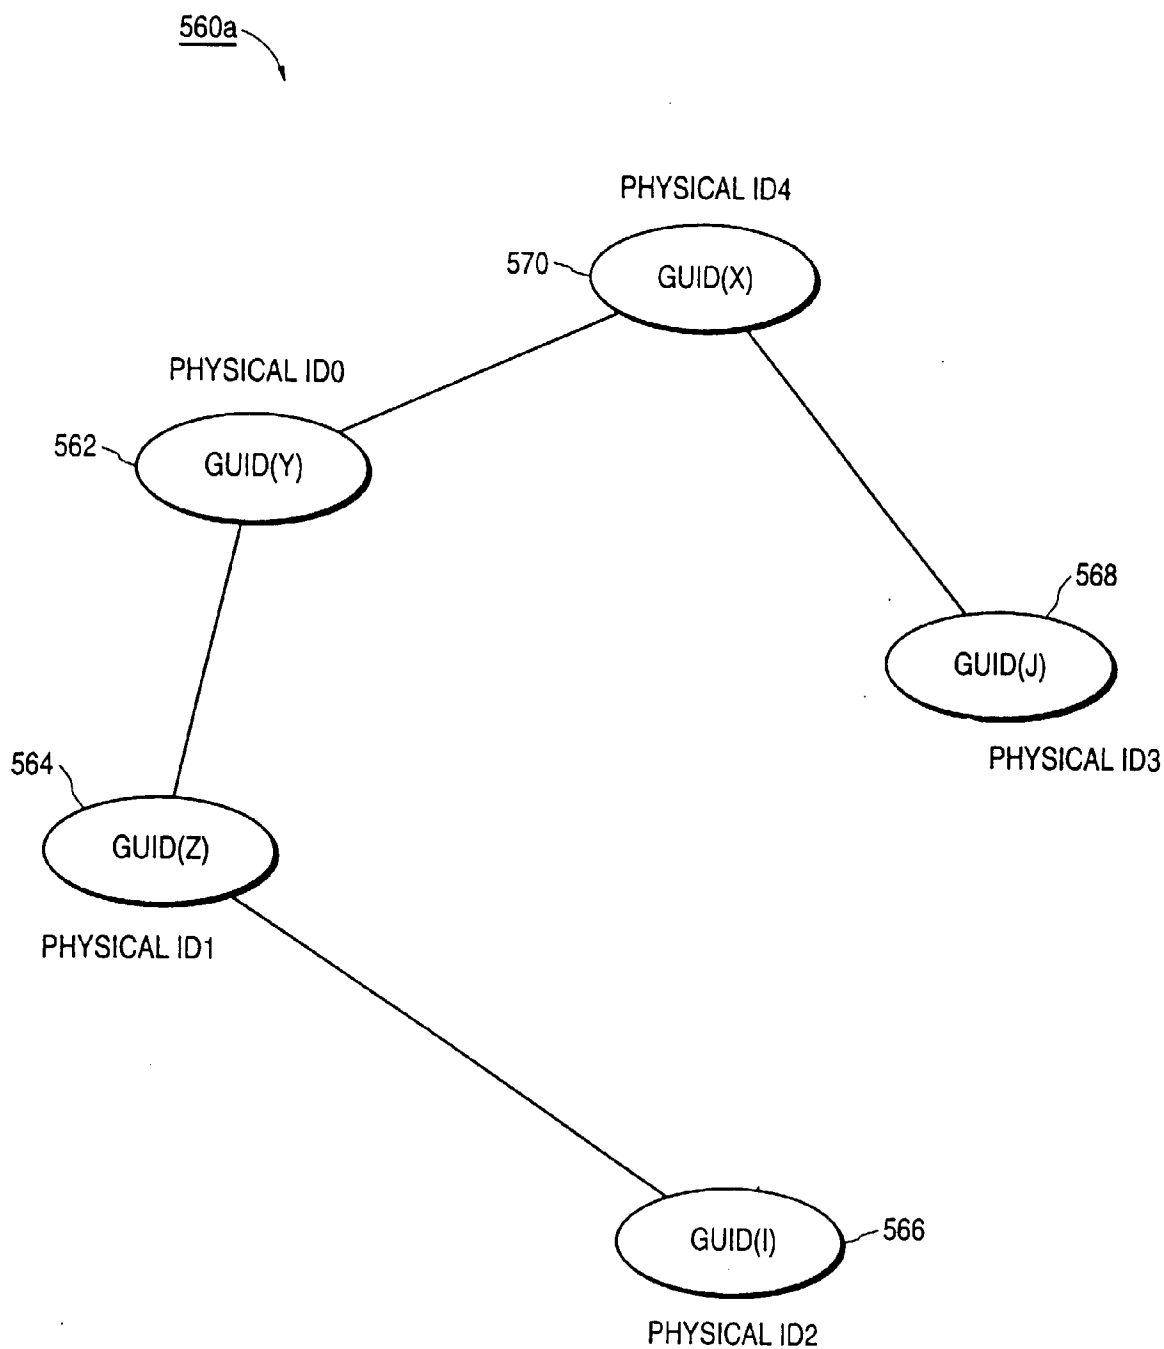 560a
PHYSICAL ID4
570
GUID(X)
PHYSICAL ID0
562
GUID(Y)
568
GUID(J)
PHYSICAL ID3
564
GUID(Z)
PHYSICAL ID1
566
GUID(I)
PHYSICAL ID2